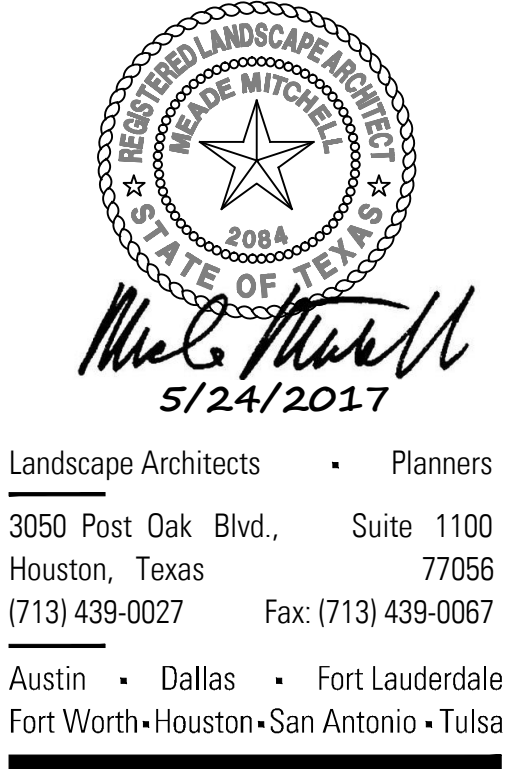 REGISTERED LANDSCAPE ARCHITECT
MEADE MITCHELL
2084
STATE OF TEXAS
5/24/2017
Landscape Architects ▪ Planners
3050 Post Oak Blvd., Suite 1100
Houston, Texas 77056
(713) 439-0027 Fax: (713) 439-0067
Austin ▪ Dallas ▪ Fort Lauderdale
Fort Worth▪Houston▪San Antonio ▪ Tulsa